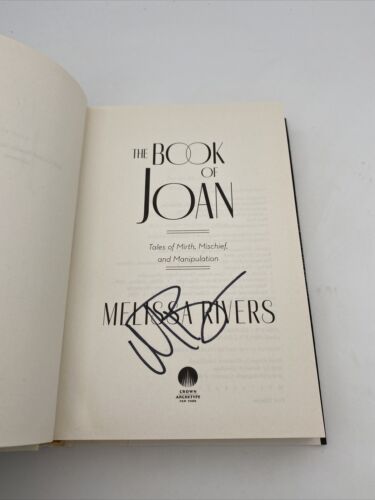 THE BOOK
OF
JOAN
Tales of Mirth, Mischief,
and Manipulation
MELISSA RIVERS
CROWN
ARCHETYPE
NEW YORK